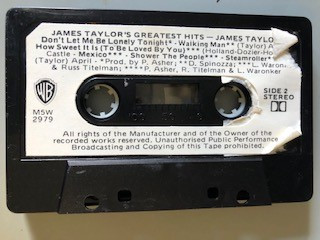 JAMES TAYLOR'S GREATEST HITS — JAMES TAYLO
Don't Let Me Be Lonely Tonight* - Walking Man** (Taylor) A
How Sweet It Is (To Be Loved By You)*** (Holland-Dozier-Ho
Castle - Mexico*** - Shower The People*** - Steamroller*
(Taylor) April - *Prod. by P. Asher; **D. Spinozza; ***L. Waron
& Russ Titelman; ****P. Asher, R. Titelman & L. Waronker
WB
M5W
2979
SIDE 2
STEREO
All rights of the Manufacturer and of the Owner of the
recorded works reserved. Unauthorised Public Performance
Broadcasting and Copying of this Tape prohibited.